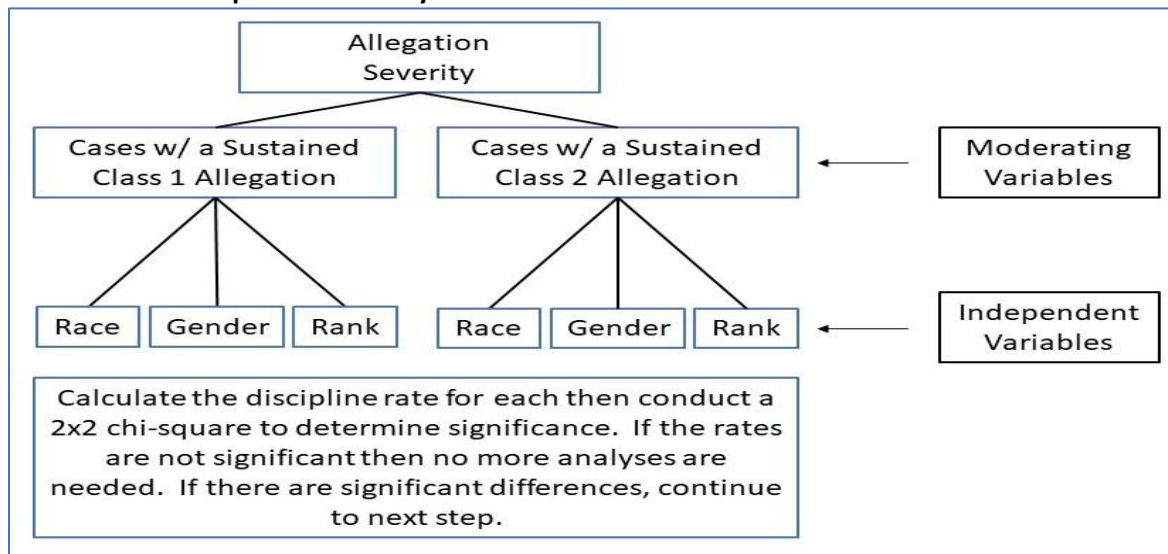 Allegation
Severity
Cases w/ a Sustained
Class 1 Allegation
Cases w/ a Sustained
Class 2 Allegation
Moderating
Variables
Race
Gender
Rank
Race
Gender
Rank
Independent
Variables
Calculate the discipline rate for each then conduct a
2x2 chi-square to determine significance. If the rates
are not significant then no more analyses are
needed. If there are significant differences, continue
to next step.